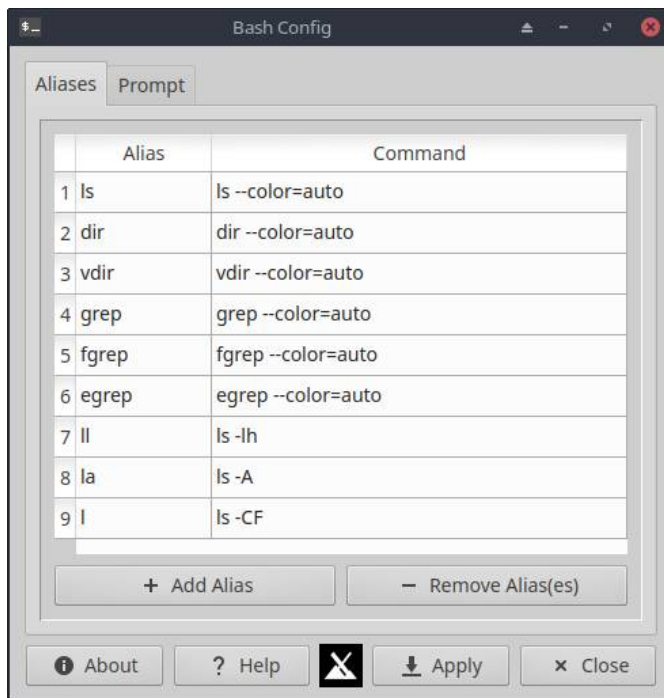 $_ Bash Config
Aliases Prompt
Alias Command
1 ls ls --color=auto
2 dir dir --color=auto
3 vdir vdir --color=auto
4 grep grep --color=auto
5 fgrep fgrep --color=auto
6 egrep egrep --color=auto
7 ll ls -lh
8 la ls -A
9 l ls -CF
+ Add Alias − Remove Alias(es)
About ? Help Apply × Close